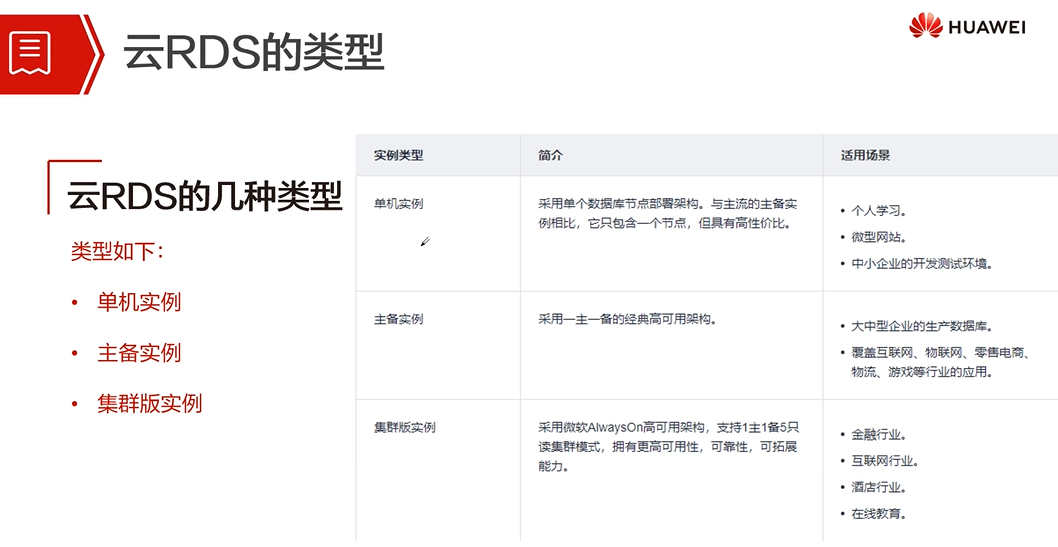 云RDS的类型
HUAWEI
云RDS的几种类型
类型如下：
• 单机实例
• 主备实例
• 集群版实例
实例类型
简介
适用场景
单机实例
采用单个数据库节点部署架构。与主流的主备实
例相比，它只包含一个节点，但具有高性价比。
• 个人学习。
• 微型网站。
• 中小企业的开发测试环境。
主备实例
采用一主一备的经典高可用架构。
• 大中型企业的生产数据库。
• 覆盖互联网、物联网、零售电商、
物流、游戏等行业的应用。
集群版实例
采用微软AlwaysOn高可用架构，支持1主1备5只
读集群模式，拥有更高可用性，可靠性，可拓展
能力。
• 金融行业。
• 互联网行业。
• 酒店行业。
• 在线教育。